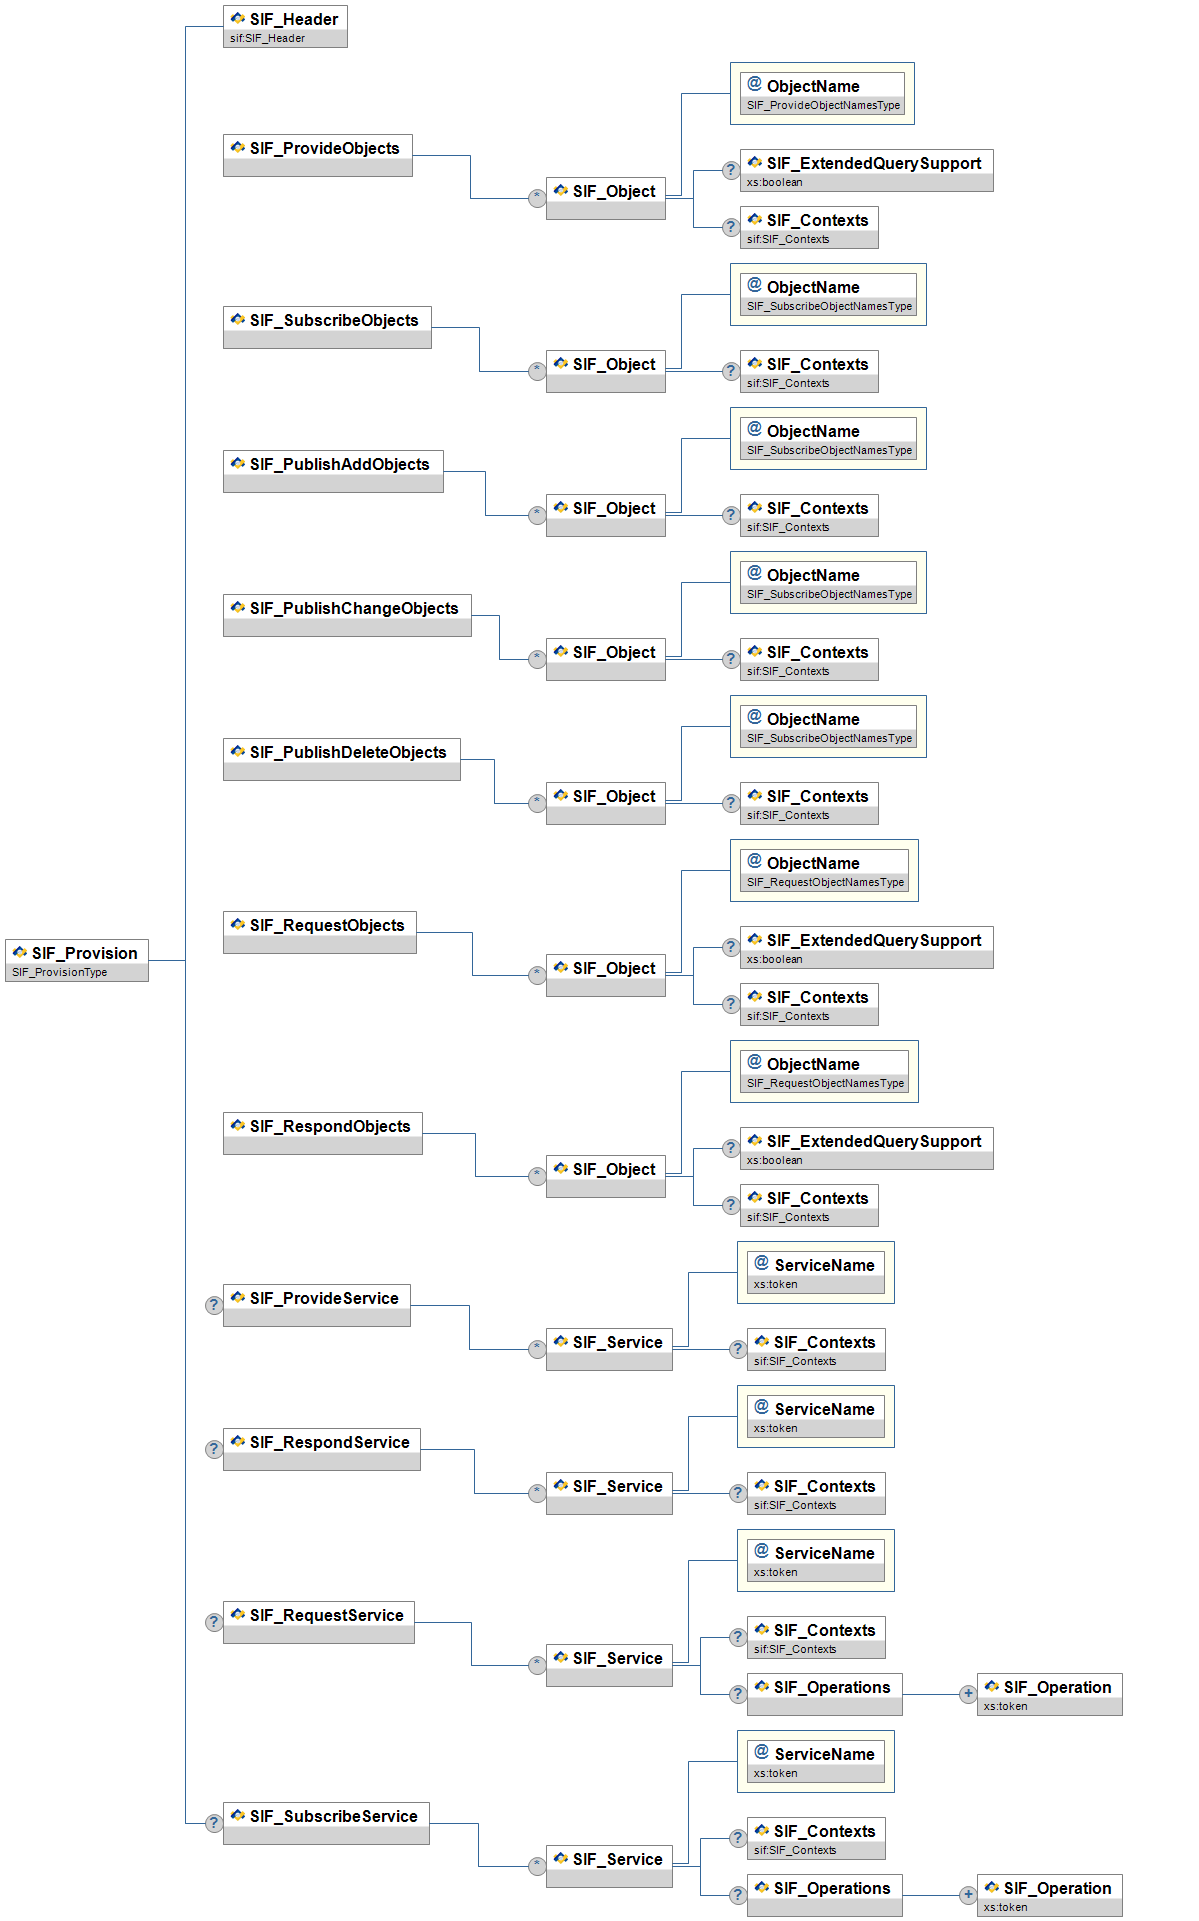 SIF_Header
sif:SIF_Header
@ ObjectName
SIF_ProvideObjectNamesType
SIF_ProvideObjects
? SIF_ExtendedQuerySupport
xs:boolean
* SIF_Object
? SIF_Contexts
sif:SIF_Contexts
@ ObjectName
SIF_SubscribeObjectNamesType
SIF_SubscribeObjects
* SIF_Object
? SIF_Contexts
sif:SIF_Contexts
@ ObjectName
SIF_SubscribeObjectNamesType
SIF_PublishAddObjects
* SIF_Object
? SIF_Contexts
sif:SIF_Contexts
@ ObjectName
SIF_SubscribeObjectNamesType
SIF_PublishChangeObjects
* SIF_Object
? SIF_Contexts
sif:SIF_Contexts
@ ObjectName
SIF_SubscribeObjectNamesType
SIF_PublishDeleteObjects
* SIF_Object
? SIF_Contexts
sif:SIF_Contexts
@ ObjectName
SIF_RequestObjectNamesType
SIF_RequestObjects
? SIF_ExtendedQuerySupport
xs:boolean
SIF_Provision
SIF_ProvisionType
* SIF_Object
? SIF_Contexts
sif:SIF_Contexts
@ ObjectName
SIF_RequestObjectNamesType
SIF_RespondObjects
? SIF_ExtendedQuerySupport
xs:boolean
* SIF_Object
? SIF_Contexts
sif:SIF_Contexts
@ ServiceName
xs:token
? SIF_ProvideService
* SIF_Service
? SIF_Contexts
sif:SIF_Contexts
@ ServiceName
xs:token
? SIF_RespondService
* SIF_Service
? SIF_Contexts
sif:SIF_Contexts
@ ServiceName
xs:token
? SIF_RequestService
? SIF_Contexts
sif:SIF_Contexts
* SIF_Service
? SIF_Operations
+ SIF_Operation
xs:token
@ ServiceName
xs:token
? SIF_SubscribeService
? SIF_Contexts
sif:SIF_Contexts
* SIF_Service
? SIF_Operations
+ SIF_Operation
xs:token